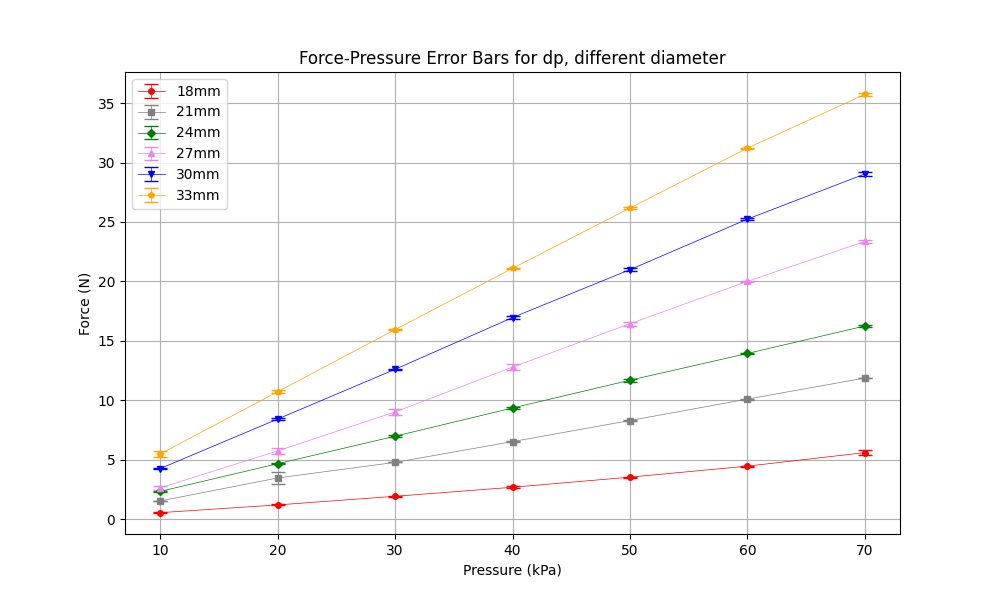 Force-Pressure Error Bars for dp, different diameter
18mm
21mm
24mm
27mm
30mm
33mm
Force (N)
35
30
25
20
15
10
5
0
10 20 30 40 50 60 70
Pressure (kPa)